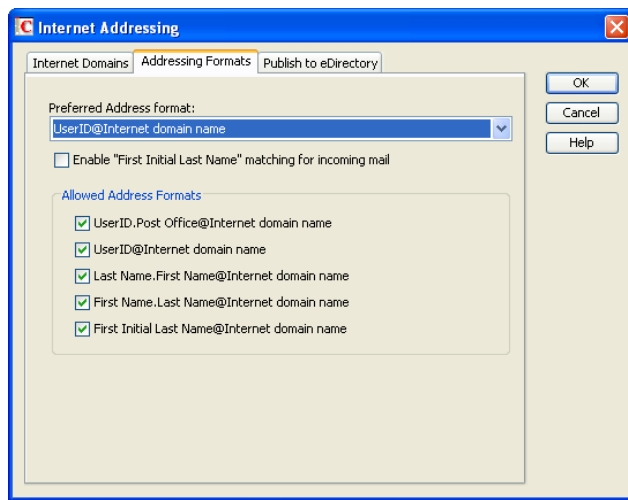 Internet Addressing
Internet Domains Addressing Formats Publish to eDirectory
OK
Cancel
Help
Preferred Address format:
UserID@Internet domain name
Enable "First Initial Last Name" matching for incoming mail
Allowed Address Formats
UserID.Post Office@Internet domain name
UserID@Internet domain name
Last Name.First Name@Internet domain name
First Name.Last Name@Internet domain name
First Initial Last Name@Internet domain name